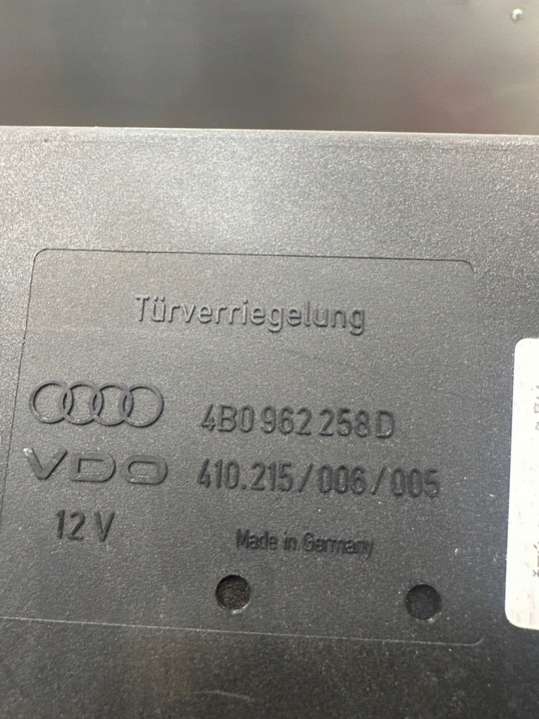 Türverriegelung
4B0 962 258 D
VDO 410.215/006/005
12 V
Made in Germany